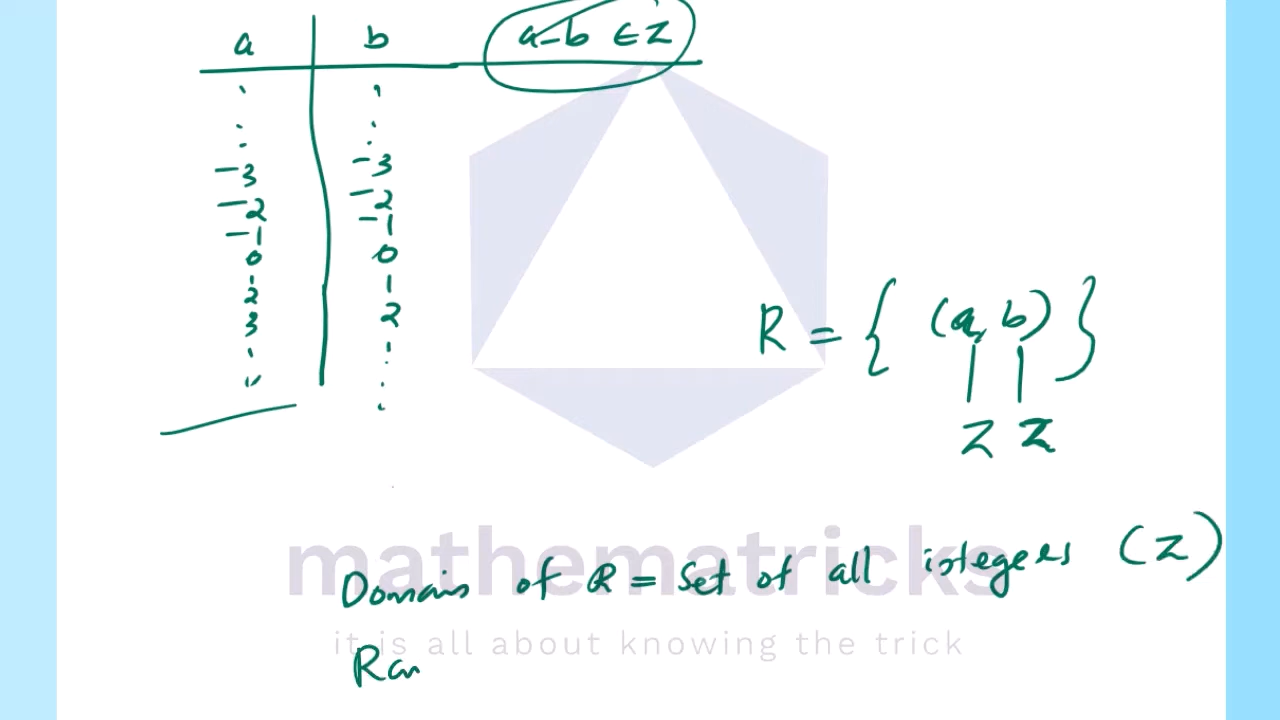 a b a-b ∈ Z
-3 -3
-2 -2
-1 -1
0 0
1 1
2 2
3
R = { (a, b) }
Z Z
mathematricks
Domain of R = Set of all integers (Z)
it is all about knowing the trick
Ran